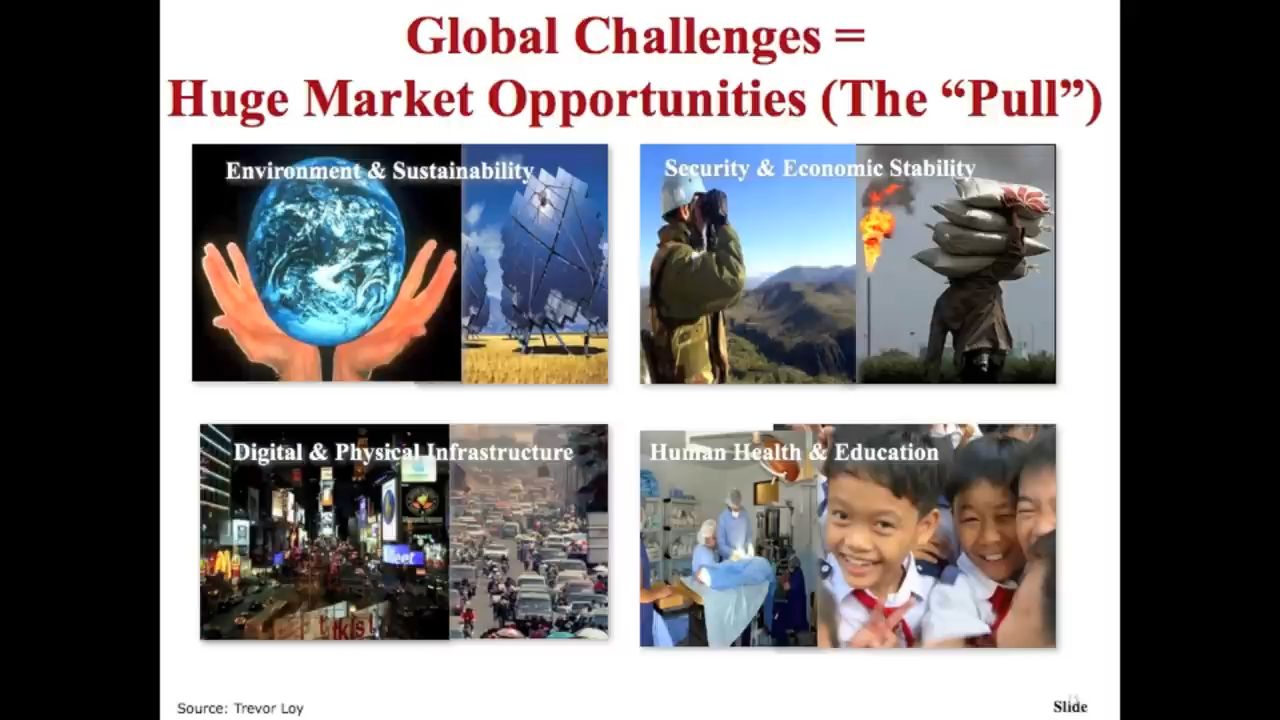 Global Challenges =
Huge Market Opportunities (The “Pull”)
Environment & Sustainability
Security & Economic Stability
Digital & Physical Infrastructure
Human Health & Education
Source: Trevor Loy
Slide